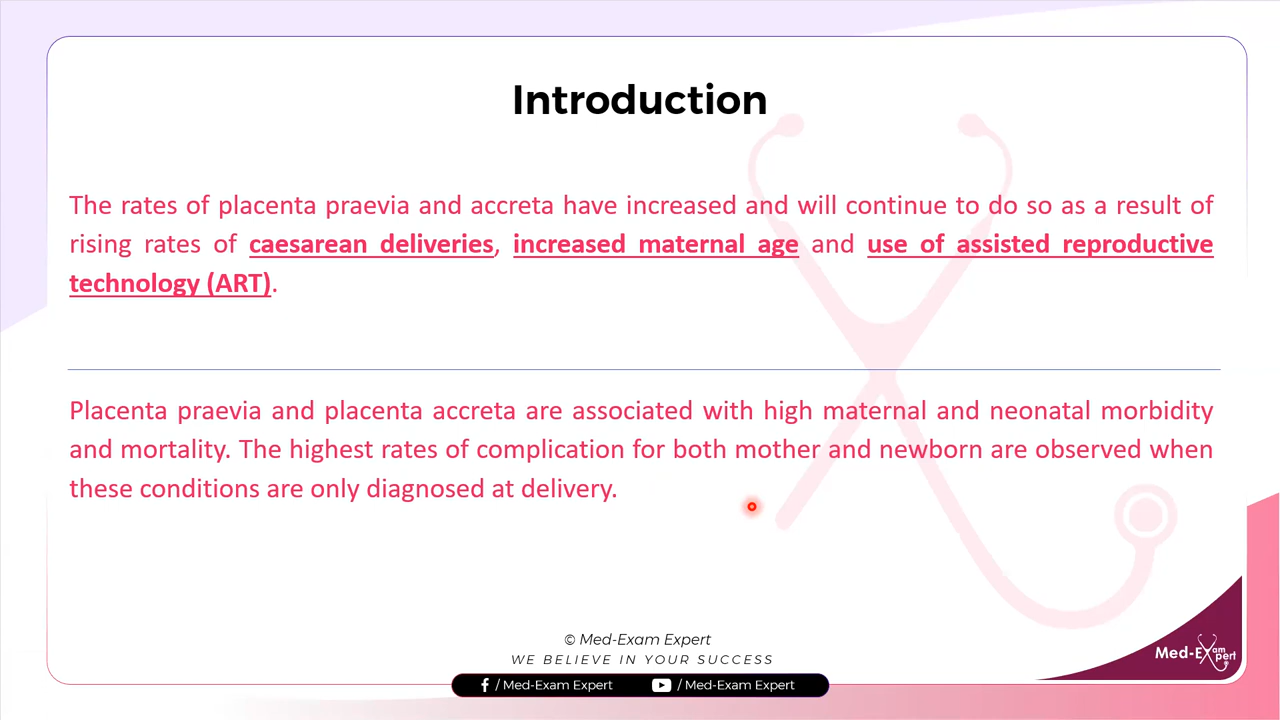 Introduction
The rates of placenta praevia and accreta have increased and will continue to do so as a result of
rising rates of caesarean deliveries, increased maternal age and use of assisted reproductive
technology (ART).
Placenta praevia and placenta accreta are associated with high maternal and neonatal morbidity
and mortality. The highest rates of complication for both mother and newborn are observed when
these conditions are only diagnosed at delivery.
© Med-Exam Expert
WE BELIEVE IN YOUR SUCCESS
/ Med-Exam Expert / Med-Exam Expert
Med-Exam Expert